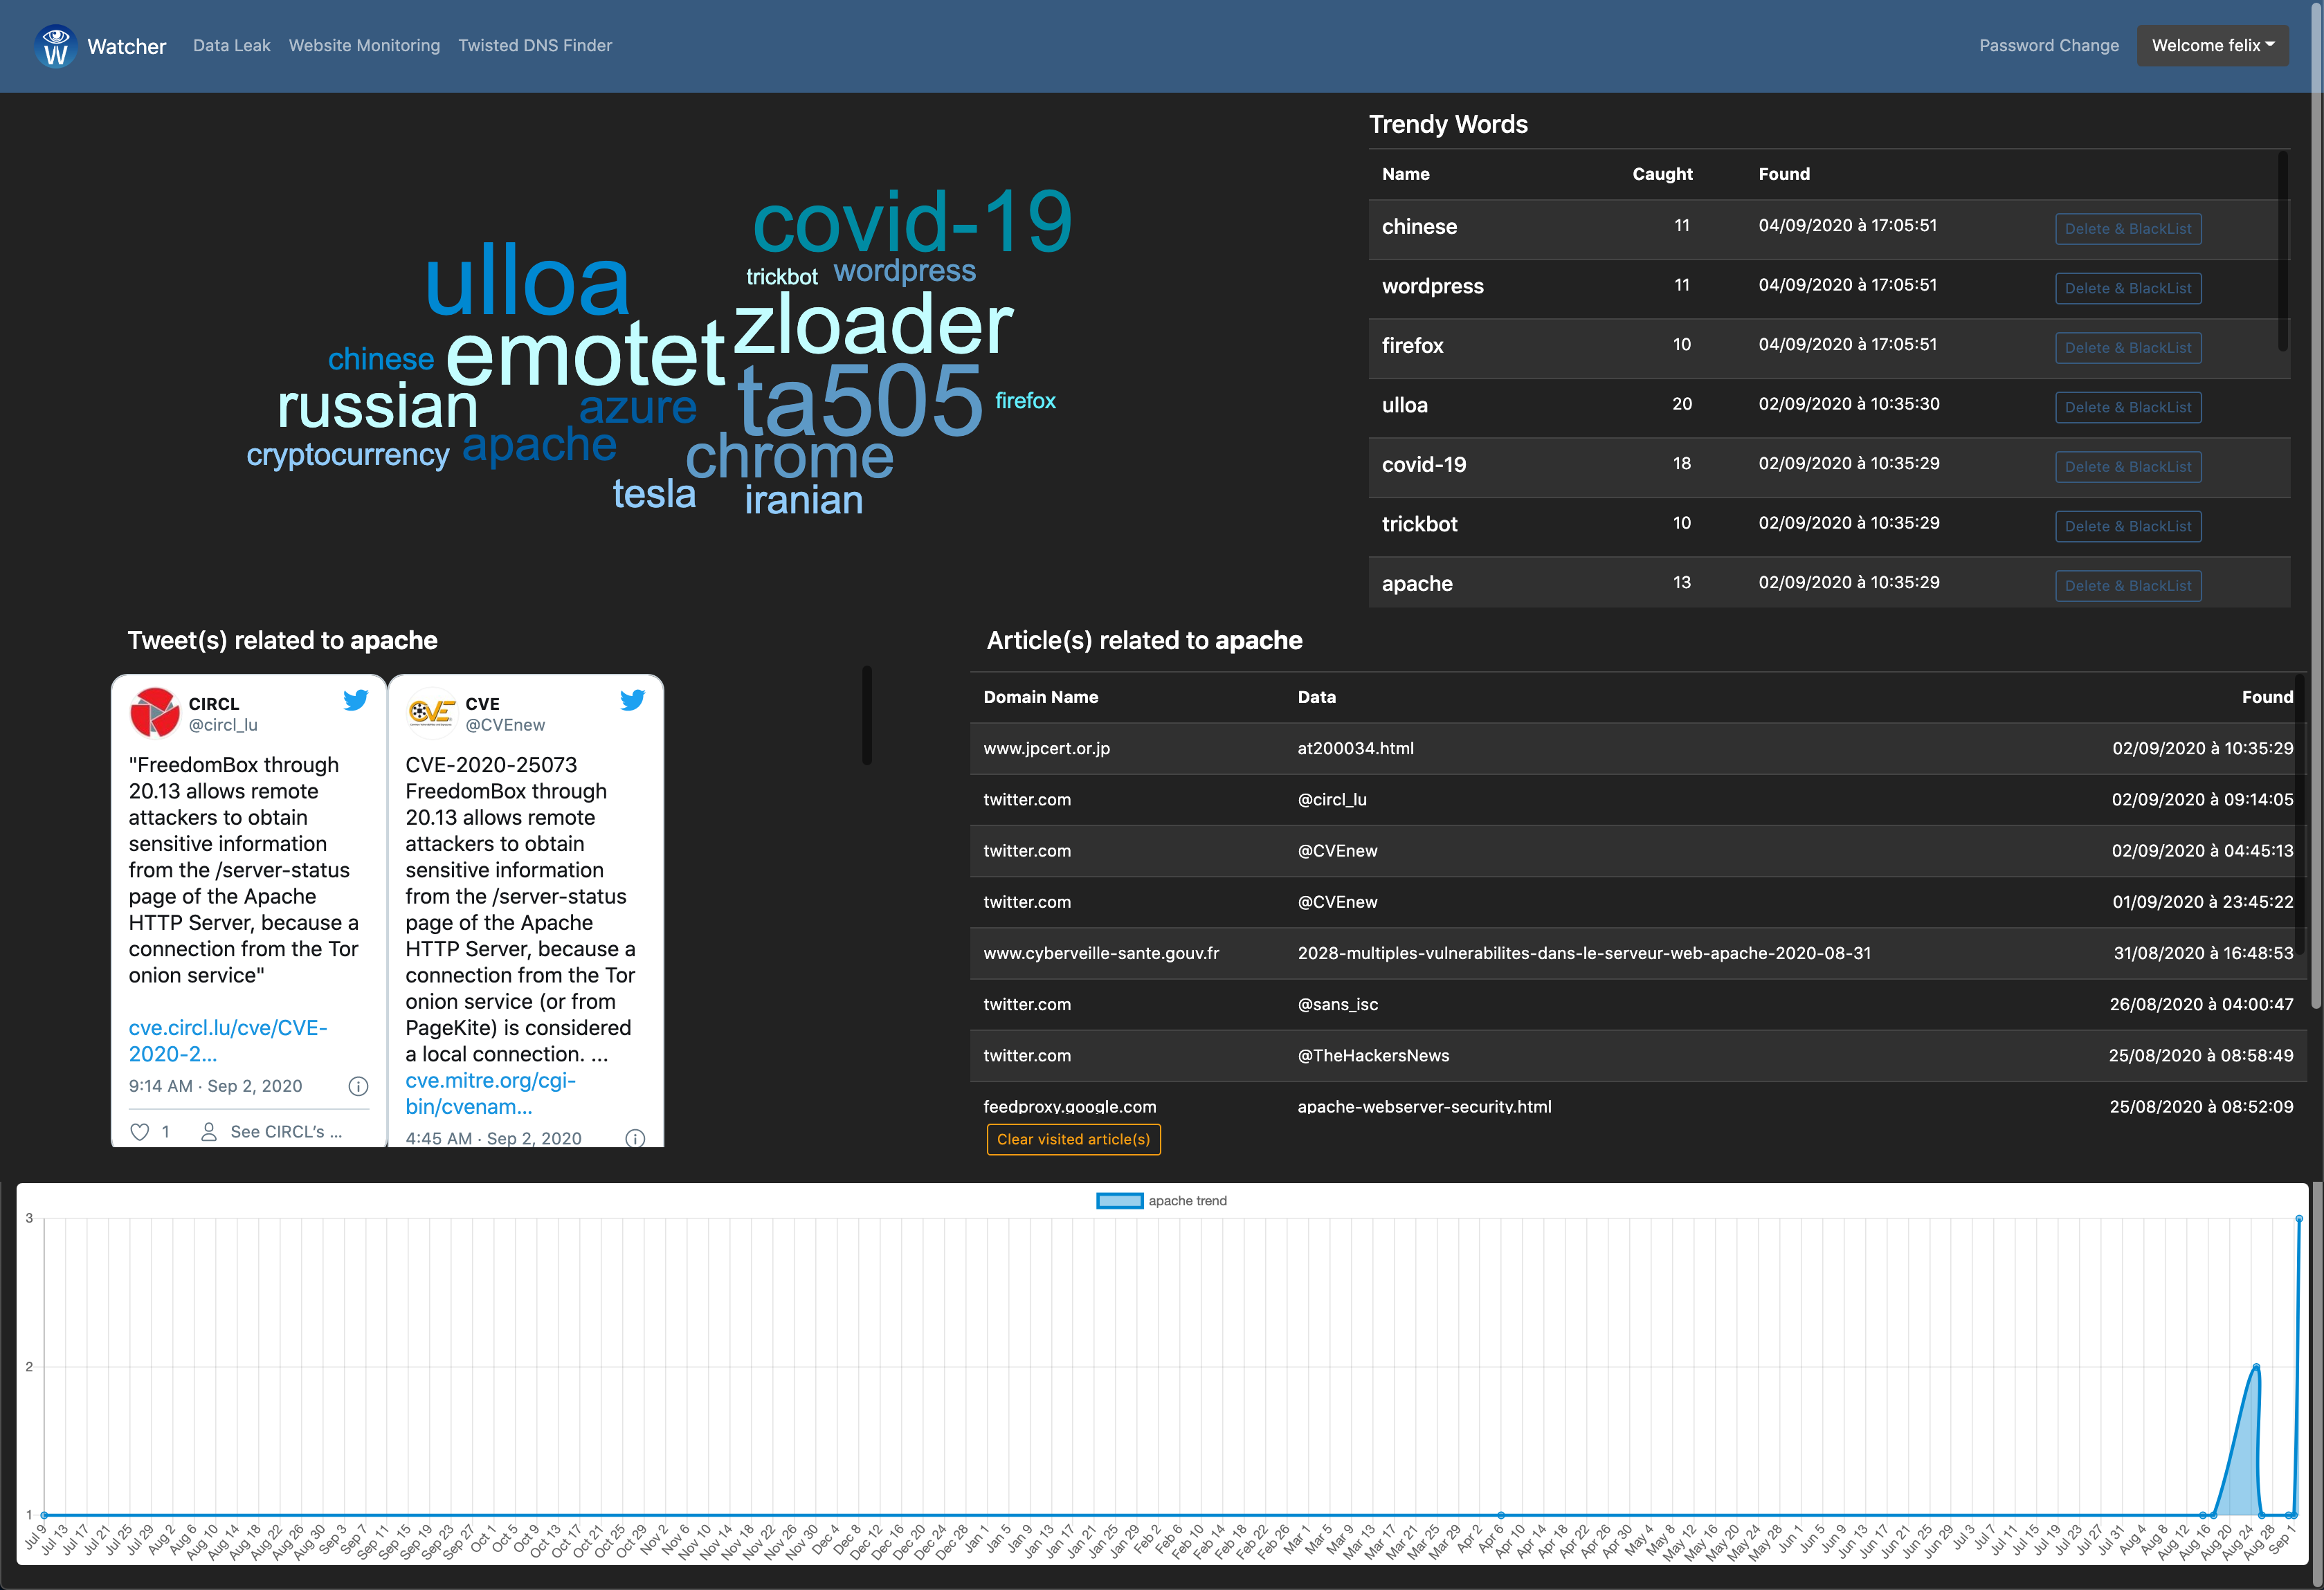 Watcher Data Leak Website Monitoring Twisted DNS Finder Password Change Welcome felix
covid-19
ulloa
trickbot wordpress
zloader
emotet
chinese
ta505
russian azure firefox
cryptocurrency apache chrome
tesla iranian
Trendy Words
Name Caught Found
chinese 11 04/09/2020 à 17:05:51 Delete & BlackList
wordpress 11 04/09/2020 à 17:05:51 Delete & BlackList
firefox 10 04/09/2020 à 17:05:51 Delete & BlackList
ulloa 20 02/09/2020 à 10:35:30 Delete & BlackList
covid-19 18 02/09/2020 à 10:35:29 Delete & BlackList
trickbot 10 02/09/2020 à 10:35:29 Delete & BlackList
apache 13 02/09/2020 à 10:35:29 Delete & BlackList
Tweet(s) related to apache
CIRCL
@circl_lu
"FreedomBox through
20.13 allows remote
attackers to obtain
sensitive information
from the /server-status
page of the Apache
HTTP Server, because a
connection from the Tor
onion service"
cve.circl.lu/cve/CVE-
2020-2...
9:14 AM · Sep 2, 2020
1 See CIRCL's ...
CVE
@CVEnew
CVE-2020-25073
FreedomBox through
20.13 allows remote
attackers to obtain
sensitive information
from the /server-status
page of the Apache
HTTP Server, because a
connection from the Tor
onion service (or from
PageKite) is considered
a local connection. ...
cve.mitre.org/cgi-
bin/cvenam...
4:45 AM · Sep 2, 2020
Article(s) related to apache
Domain Name Data Found
www.jpcert.or.jp at200034.html 02/09/2020 à 10:35:29
twitter.com @circl_lu 02/09/2020 à 09:14:05
twitter.com @CVEnew 02/09/2020 à 04:45:13
twitter.com @CVEnew 01/09/2020 à 23:45:22
www.cyberveille-sante.gouv.fr 2028-multiples-vulnerabilites-dans-le-serveur-web-apache-2020-08-31 31/08/2020 à 16:48:53
twitter.com @sans_isc 26/08/2020 à 04:00:47
twitter.com @TheHackersNews 25/08/2020 à 08:58:49
feedproxy.google.com apache-webserver-security.html 25/08/2020 à 08:52:09
Clear visited article(s)
apache trend
3
2
1
Jul 9 Jul 13 Jul 17 Jul 21 Jul 25 Jul 29 Aug 2 Aug 6 Aug 10 Aug 14 Aug 18 Aug 22 Aug 26 Aug 30 Sep 3 Sep 7 Sep 11 Sep 15 Sep 19 Sep 23 Sep 27 Oct 1 Oct 5 Oct 9 Oct 13 Oct 17 Oct 21 Oct 25 Oct 29 Nov 2 Nov 6 Nov 10 Nov 14 Nov 18 Nov 22 Nov 26 Nov 30 Dec 4 Dec 8 Dec 12 Dec 16 Dec 20 Dec 24 Dec 28 Jan 1 Jan 5 Jan 9 Jan 13 Jan 17 Jan 21 Jan 25 Jan 29 Feb 2 Feb 6 Feb 10 Feb 14 Feb 18 Feb 22 Feb 26 Mar 1 Mar 5 Mar 9 Mar 13 Mar 17 Mar 21 Mar 25 Mar 29 Apr 2 Apr 6 Apr 10 Apr 14 Apr 18 Apr 22 Apr 26 Apr 30 May 4 May 8 May 12 May 16 May 20 May 24 May 28 Jun 1 Jun 5 Jun 9 Jun 13 Jun 17 Jun 21 Jun 25 Jun 29 Jul 3 Jul 7 Jul 11 Jul 15 Jul 19 Jul 23 Jul 27 Jul 31 Aug 4 Aug 8 Aug 12 Aug 16 Aug 20 Aug 24 Aug 28 Sep 1